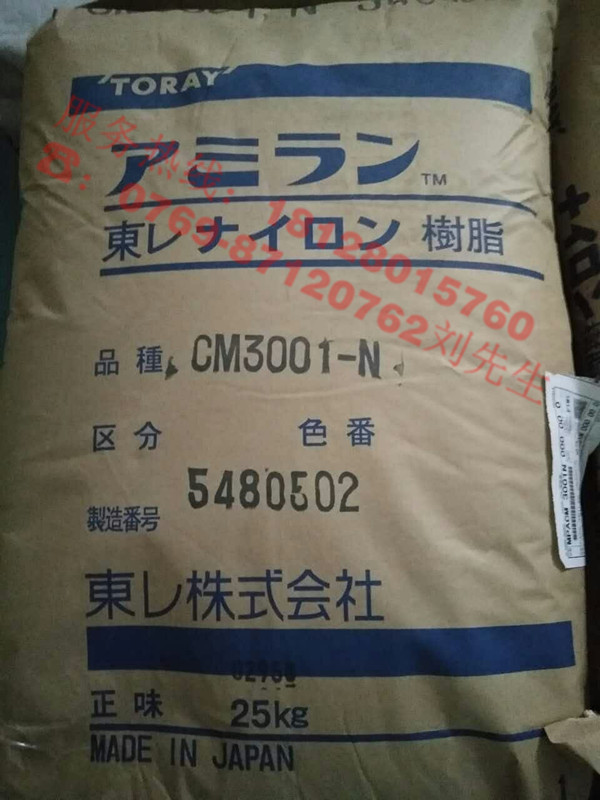 TORAY
アミラン™
東レナイロン樹脂
服务热线：18128015760
☎：0769-87120762刘先生
品種 CM3001-N
区分 色番
製造番号 5480502
東レ株式会社
正味 25kg
MADE IN JAPAN